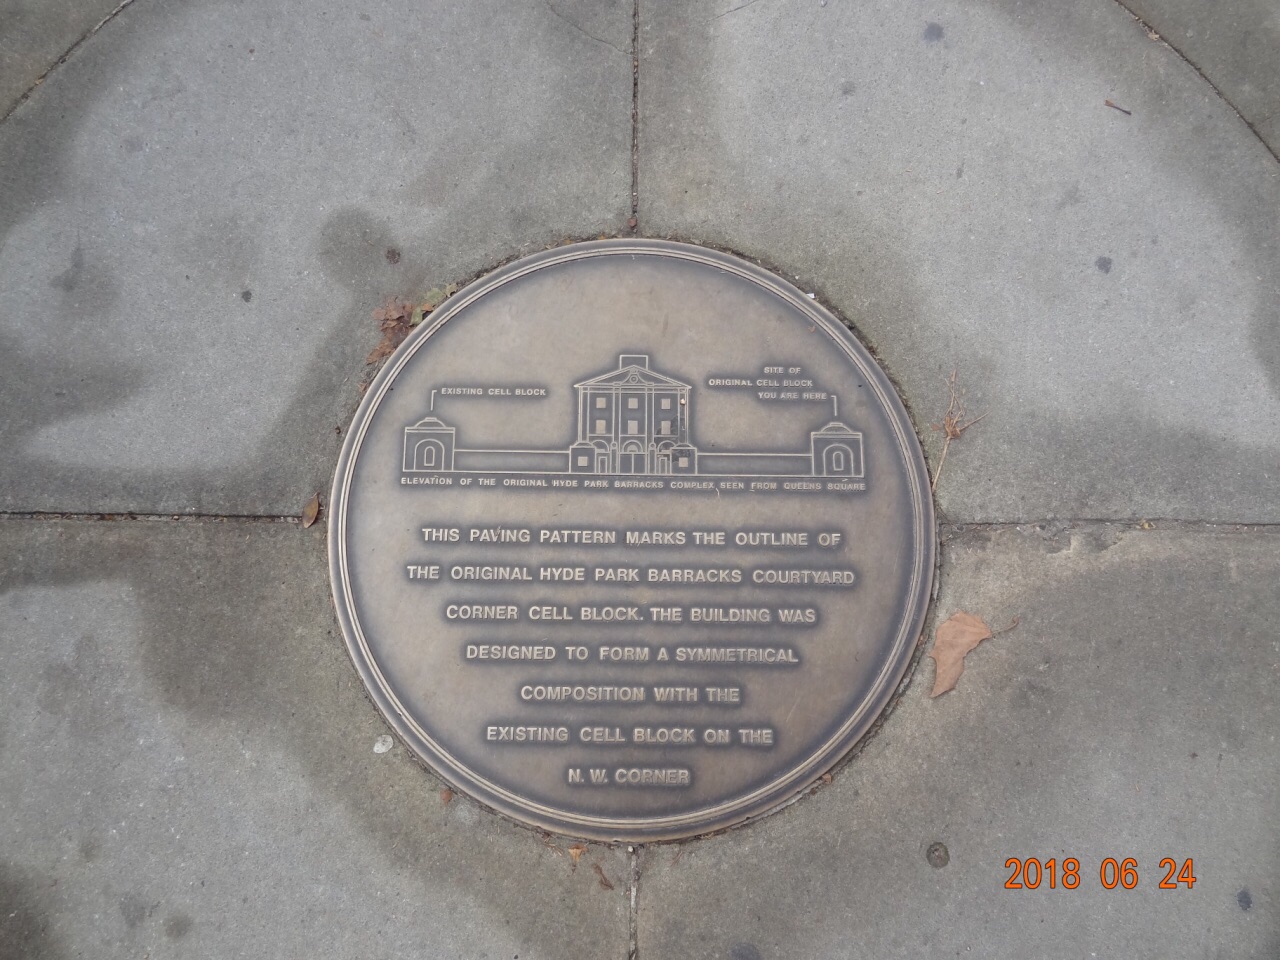 SITE OF
EXISTING CELL BLOCK
ORIGINAL CELL BLOCK
YOU ARE HERE
ELEVATION OF THE ORIGINAL HYDE PARK BARRACKS COMPLEX SEEN FROM QUEENS SQUARE
THIS PAVING PATTERN MARKS THE OUTLINE OF
THE ORIGINAL HYDE PARK BARRACKS COURTYARD
CORNER CELL BLOCK. THE BUILDING WAS
DESIGNED TO FORM A SYMMETRICAL
COMPOSITION WITH THE
EXISTING CELL BLOCK ON THE
N. W. CORNER
2018 06 24